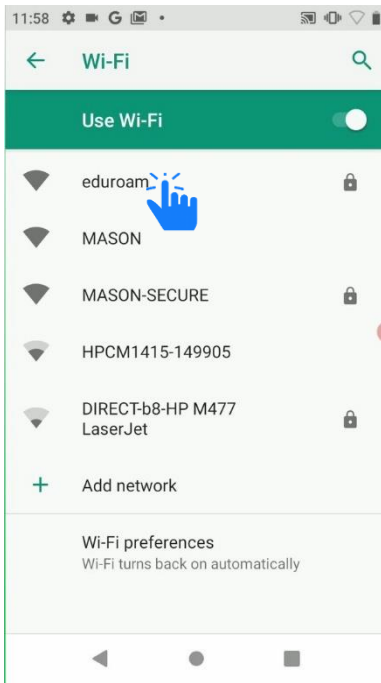 11:58
Wi-Fi
Use Wi-Fi
eduroam
MASON
MASON-SECURE
HPCM1415-149905
DIRECT-b8-HP M477
LaserJet
Add network
Wi-Fi preferences
Wi-Fi turns back on automatically